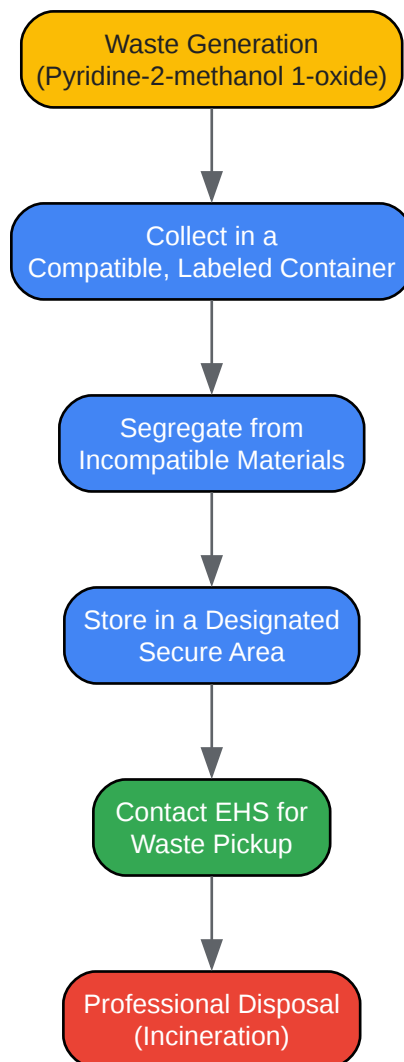 Waste Generation
(Pyridine-2-methanol 1-oxide)
Collect in a
Compatible, Labeled Container
Segregate from
Incompatible Materials
Store in a Designated
Secure Area
Contact EHS for
Waste Pickup
Professional Disposal
(Incineration)